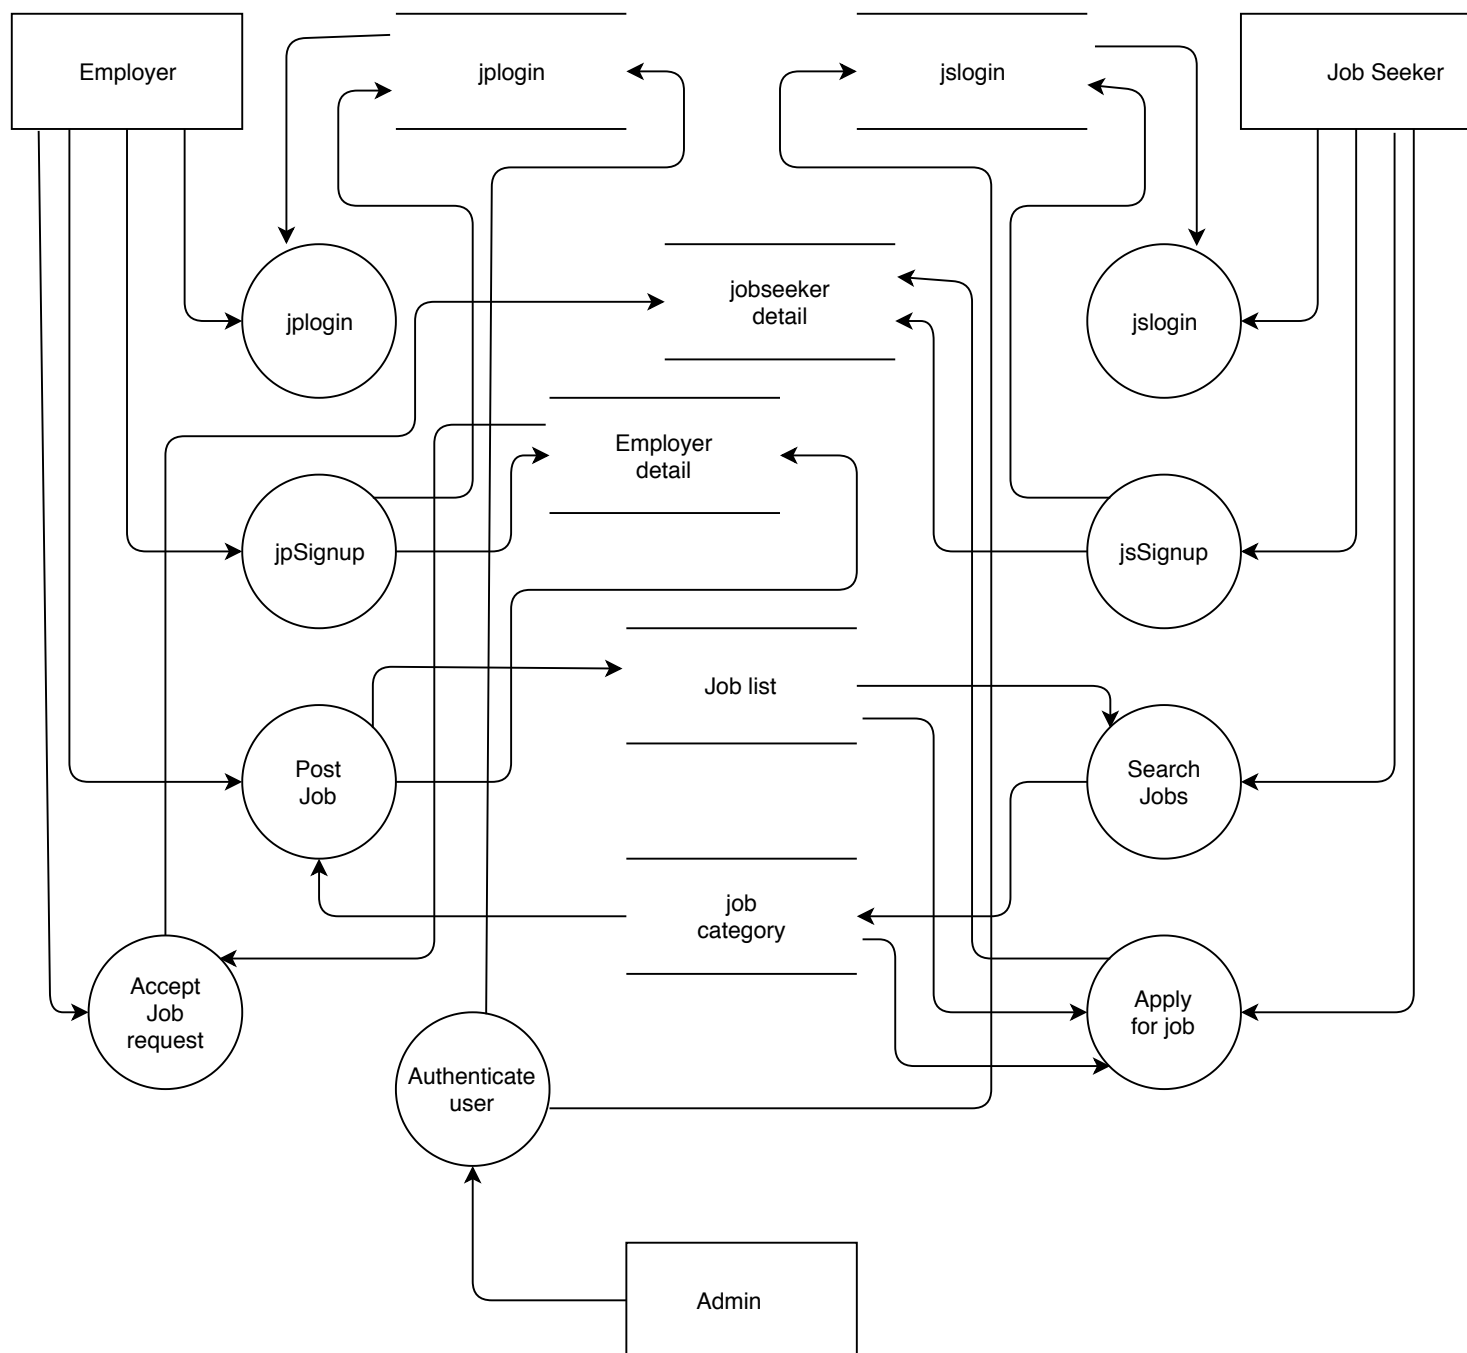 Employer
jplogin
jslogin
Job Seeker
jobseeker
detail
jplogin
jslogin
Employer
detail
jpSignup
jsSignup
Job list
Post
Job
Search
Jobs
job
category
Accept
Job
request
Apply
for job
Authenticate
user
Admin